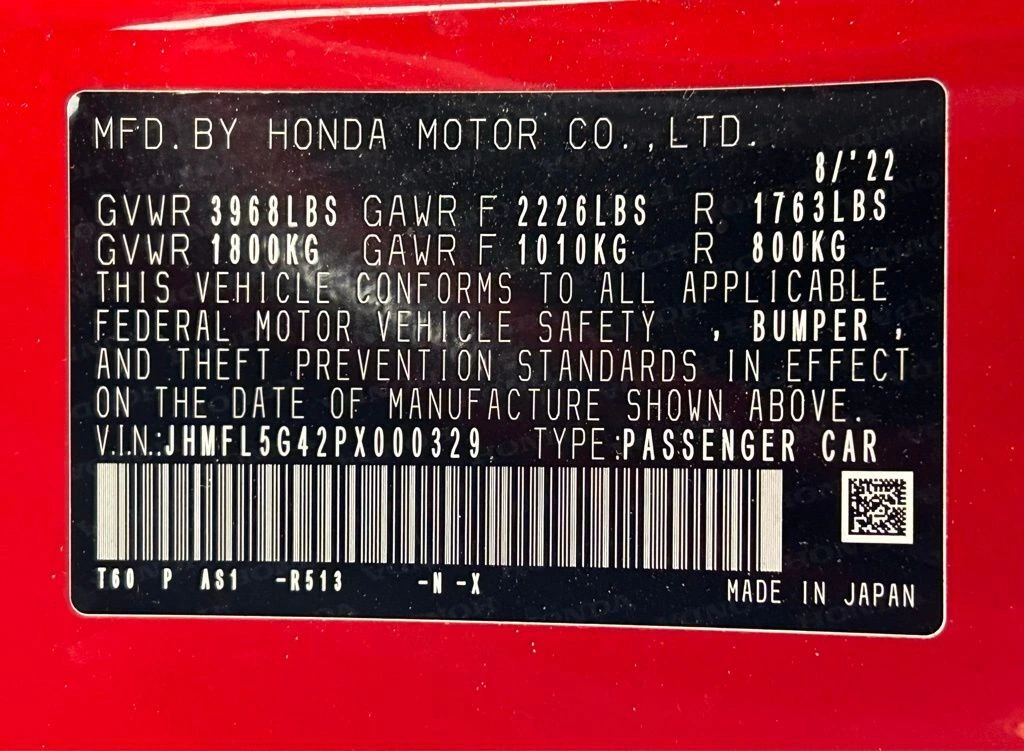 MFD. BY HONDA MOTOR CO., LTD.
8/'22
GVWR 3968LBS GAWR F 2226LBS R 1763LBS
GVWR 1800KG GAWR F 1010KG R 800KG
THIS VEHICLE CONFORMS TO ALL APPLICABLE
FEDERAL MOTOR VEHICLE SAFETY , BUMPER ,
AND THEFT PREVENTION STANDARDS IN EFFECT
ON THE DATE OF MANUFACTURE SHOWN ABOVE.
V.I.N.:JHMFL5G42PX000329 TYPE:PASSENGER CAR
T60 P AS1 -R513 -N -X
MADE IN JAPAN